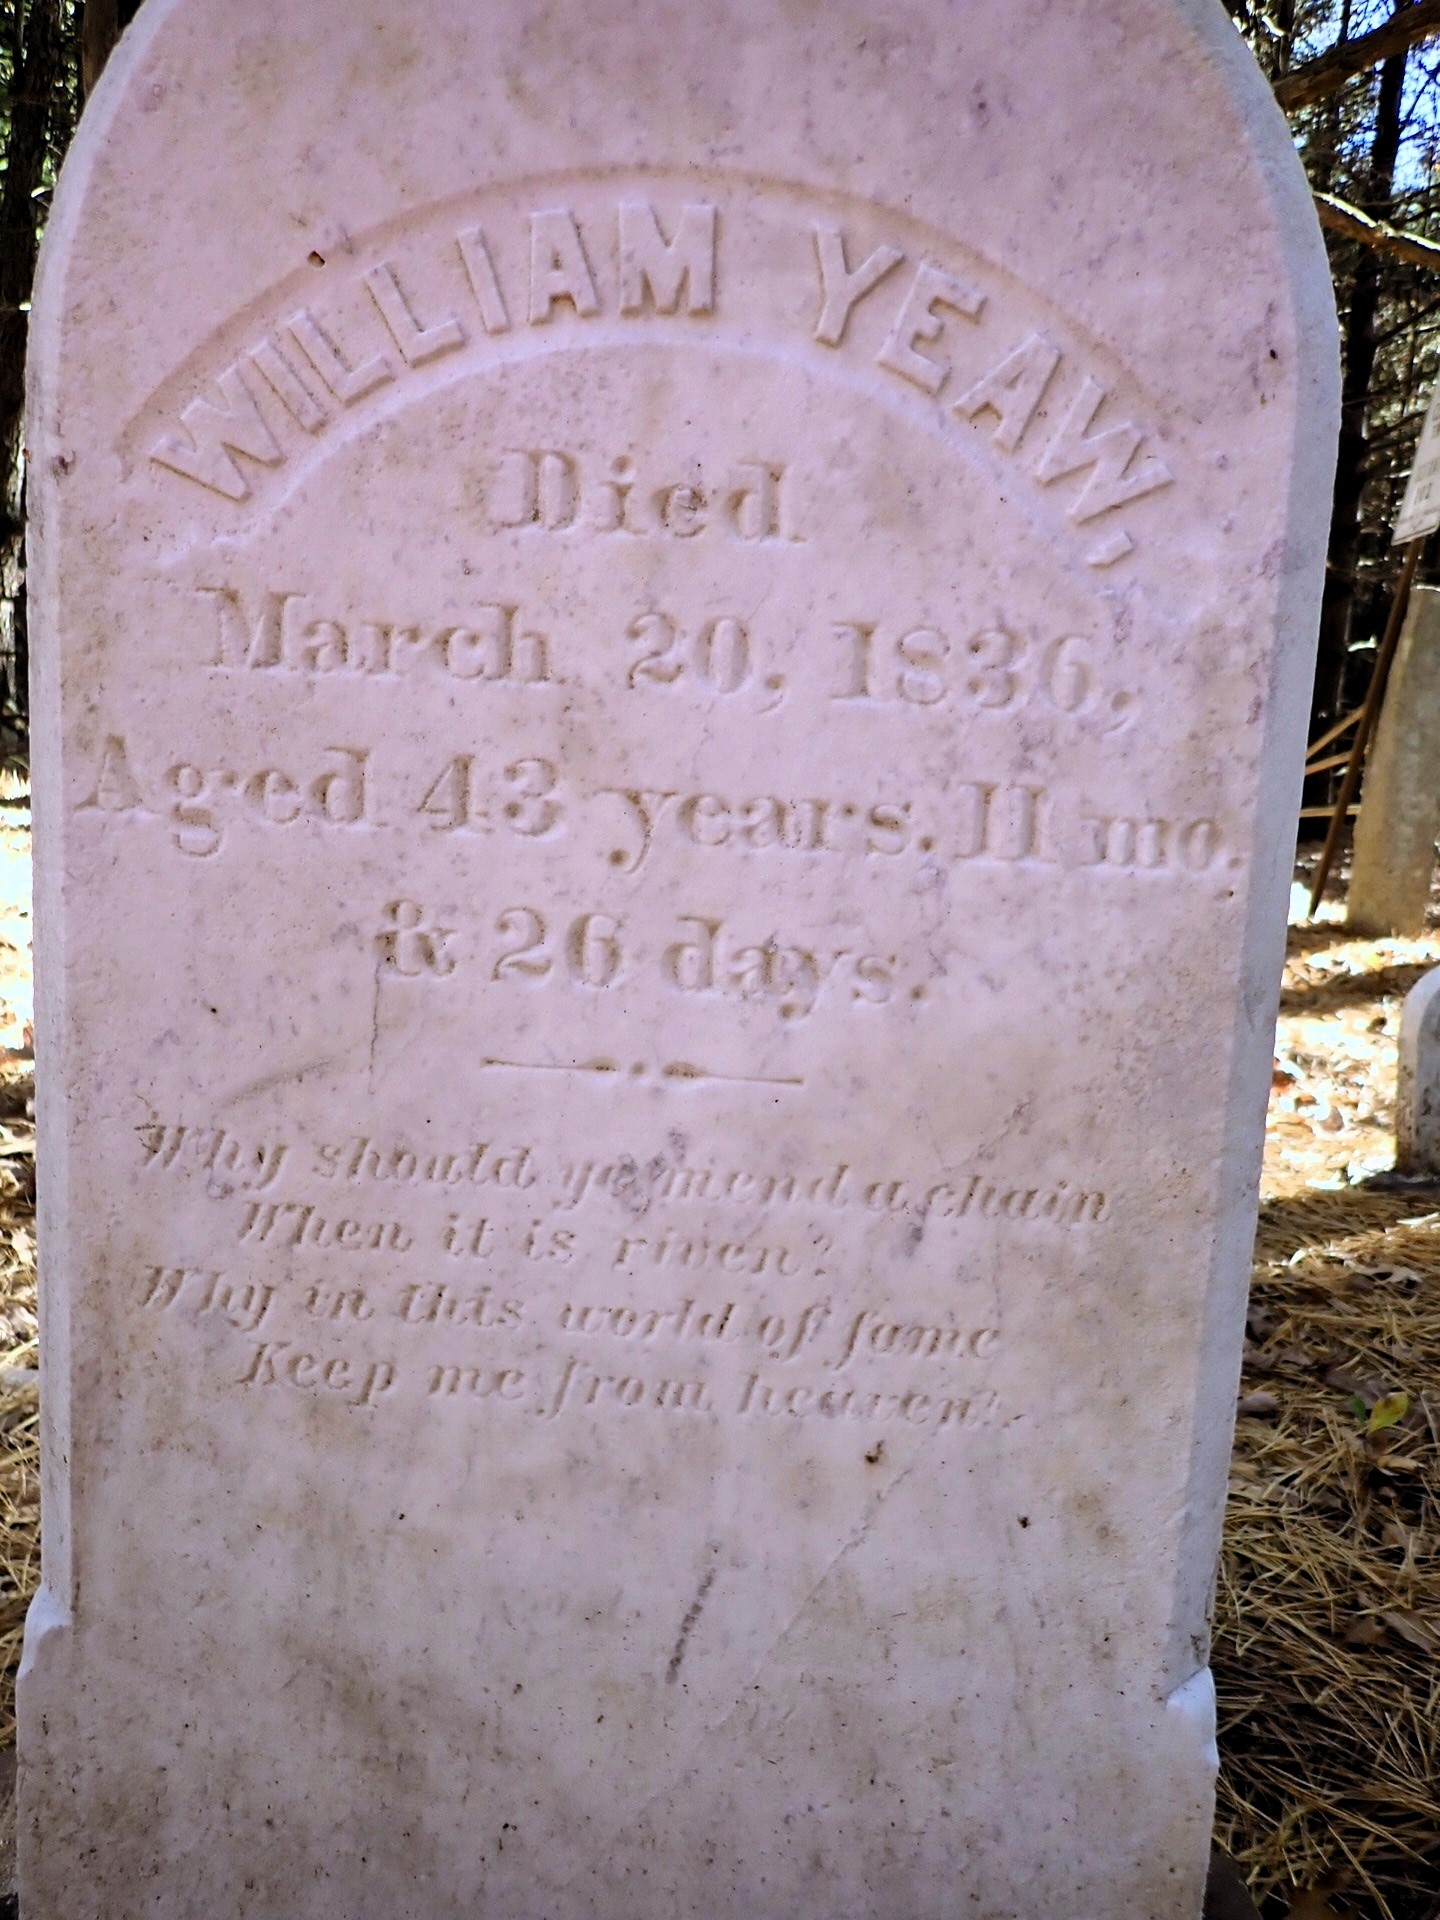 WILLIAM YEAW,
Died
March 20, 1836,
Aged 43 years. 11 mo.
& 26 days.
Why should ye mend a chain
When it is riven?
Why in this world of fame
Keep me from heaven?